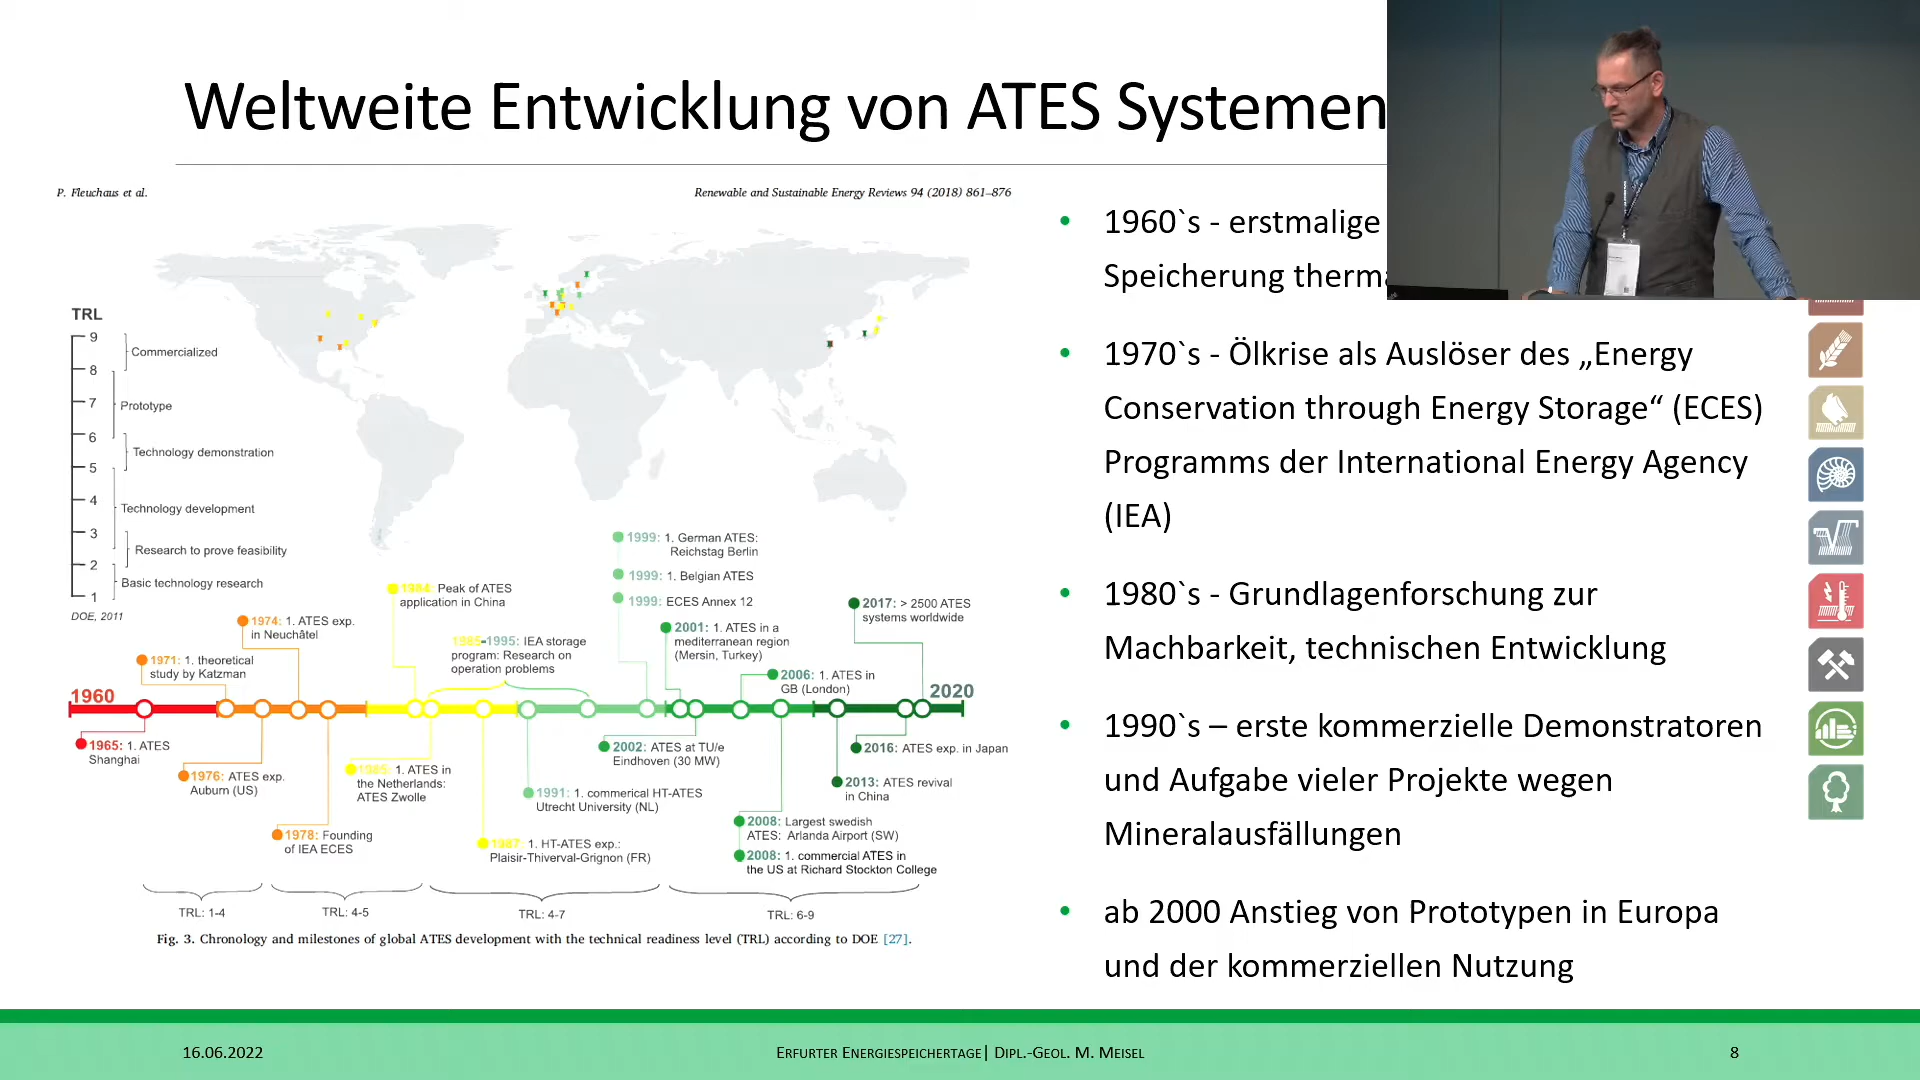 Weltweite Entwicklung von ATES Systemen
P. Fleuchaus et al.
Renewable and Sustainable Energy Reviews 94 (2018) 861–876
TRL
9
8
7
6
5
4
3
2
1
Commercialized
Prototype
Technology demonstration
Technology development
Research to prove feasibility
Basic technology research
DOE, 2011
1960
2020
1965: 1. ATES
Shanghai
1971: 1. theoretical
study by Katzman
1974: 1. ATES exp.
in Neuchâtel
1976: ATES exp.
Auburn (US)
1978: Founding
of IEA ECES
1984: Peak of ATES
application in China
1985: 1. ATES in
the Netherlands:
ATES Zwolle
1985-1995: IEA storage
program: Research on
operation problems
1987: 1. HT-ATES exp.:
Plaisir-Thiverval-Grignon (FR)
1991: 1. commerical HT-ATES
Utrecht University (NL)
1999: 1. German ATES:
Reichstag Berlin
1999: 1. Belgian ATES
1999: ECES Annex 12
2001: 1. ATES in a
mediterranean region
(Mersin, Turkey)
2002: ATES at TU/e
Eindhoven (30 MW)
2006: 1. ATES in
GB (London)
2008: Largest swedish
ATES: Arlanda Airport (SW)
2008: 1. commercial ATES in
the US at Richard Stockton College
2013: ATES revival
in China
2016: ATES exp. in Japan
2017: > 2500 ATES
systems worldwide
TRL: 1-4
TRL: 4-5
TRL: 4-7
TRL: 6-9
Fig. 3. Chronology and milestones of global ATES development with the technical readiness level (TRL) according to DOE [27].
• 1960`s - erstmalige
Speicherung
• 1970`s - Ölkrise als Auslöser des „Energy
Conservation through Energy Storage“ (ECES)
Programms der International Energy Agency
(IEA)
• 1980`s - Grundlagenforschung zur
Machbarkeit, technischen Entwicklung
• 1990`s – erste kommerzielle Demonstratoren
und Aufgabe vieler Projekte wegen
Mineralausfällungen
• ab 2000 Anstieg von Prototypen in Europa
und der kommerziellen Nutzung
16.06.2022
Erfurter Energiespeichertage| Dipl.-Geol. M. Meisel
8